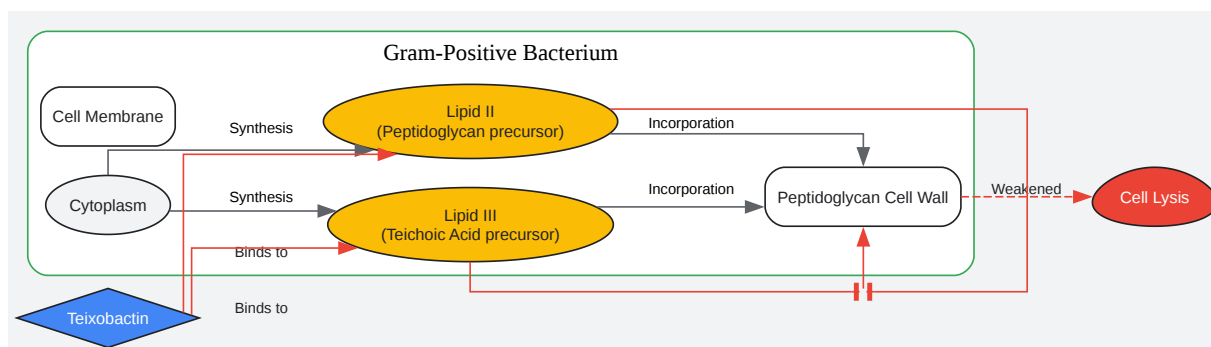 Gram-Positive Bacterium
Cell Membrane
Lipid II
(Peptidoglycan precursor)
Synthesis
Incorporation
Cytoplasm
Synthesis
Lipid III
(Teichoic Acid precursor)
Incorporation
Peptidoglycan Cell Wall
Weakened
Cell Lysis
Binds to
Binds to
Teixobactin